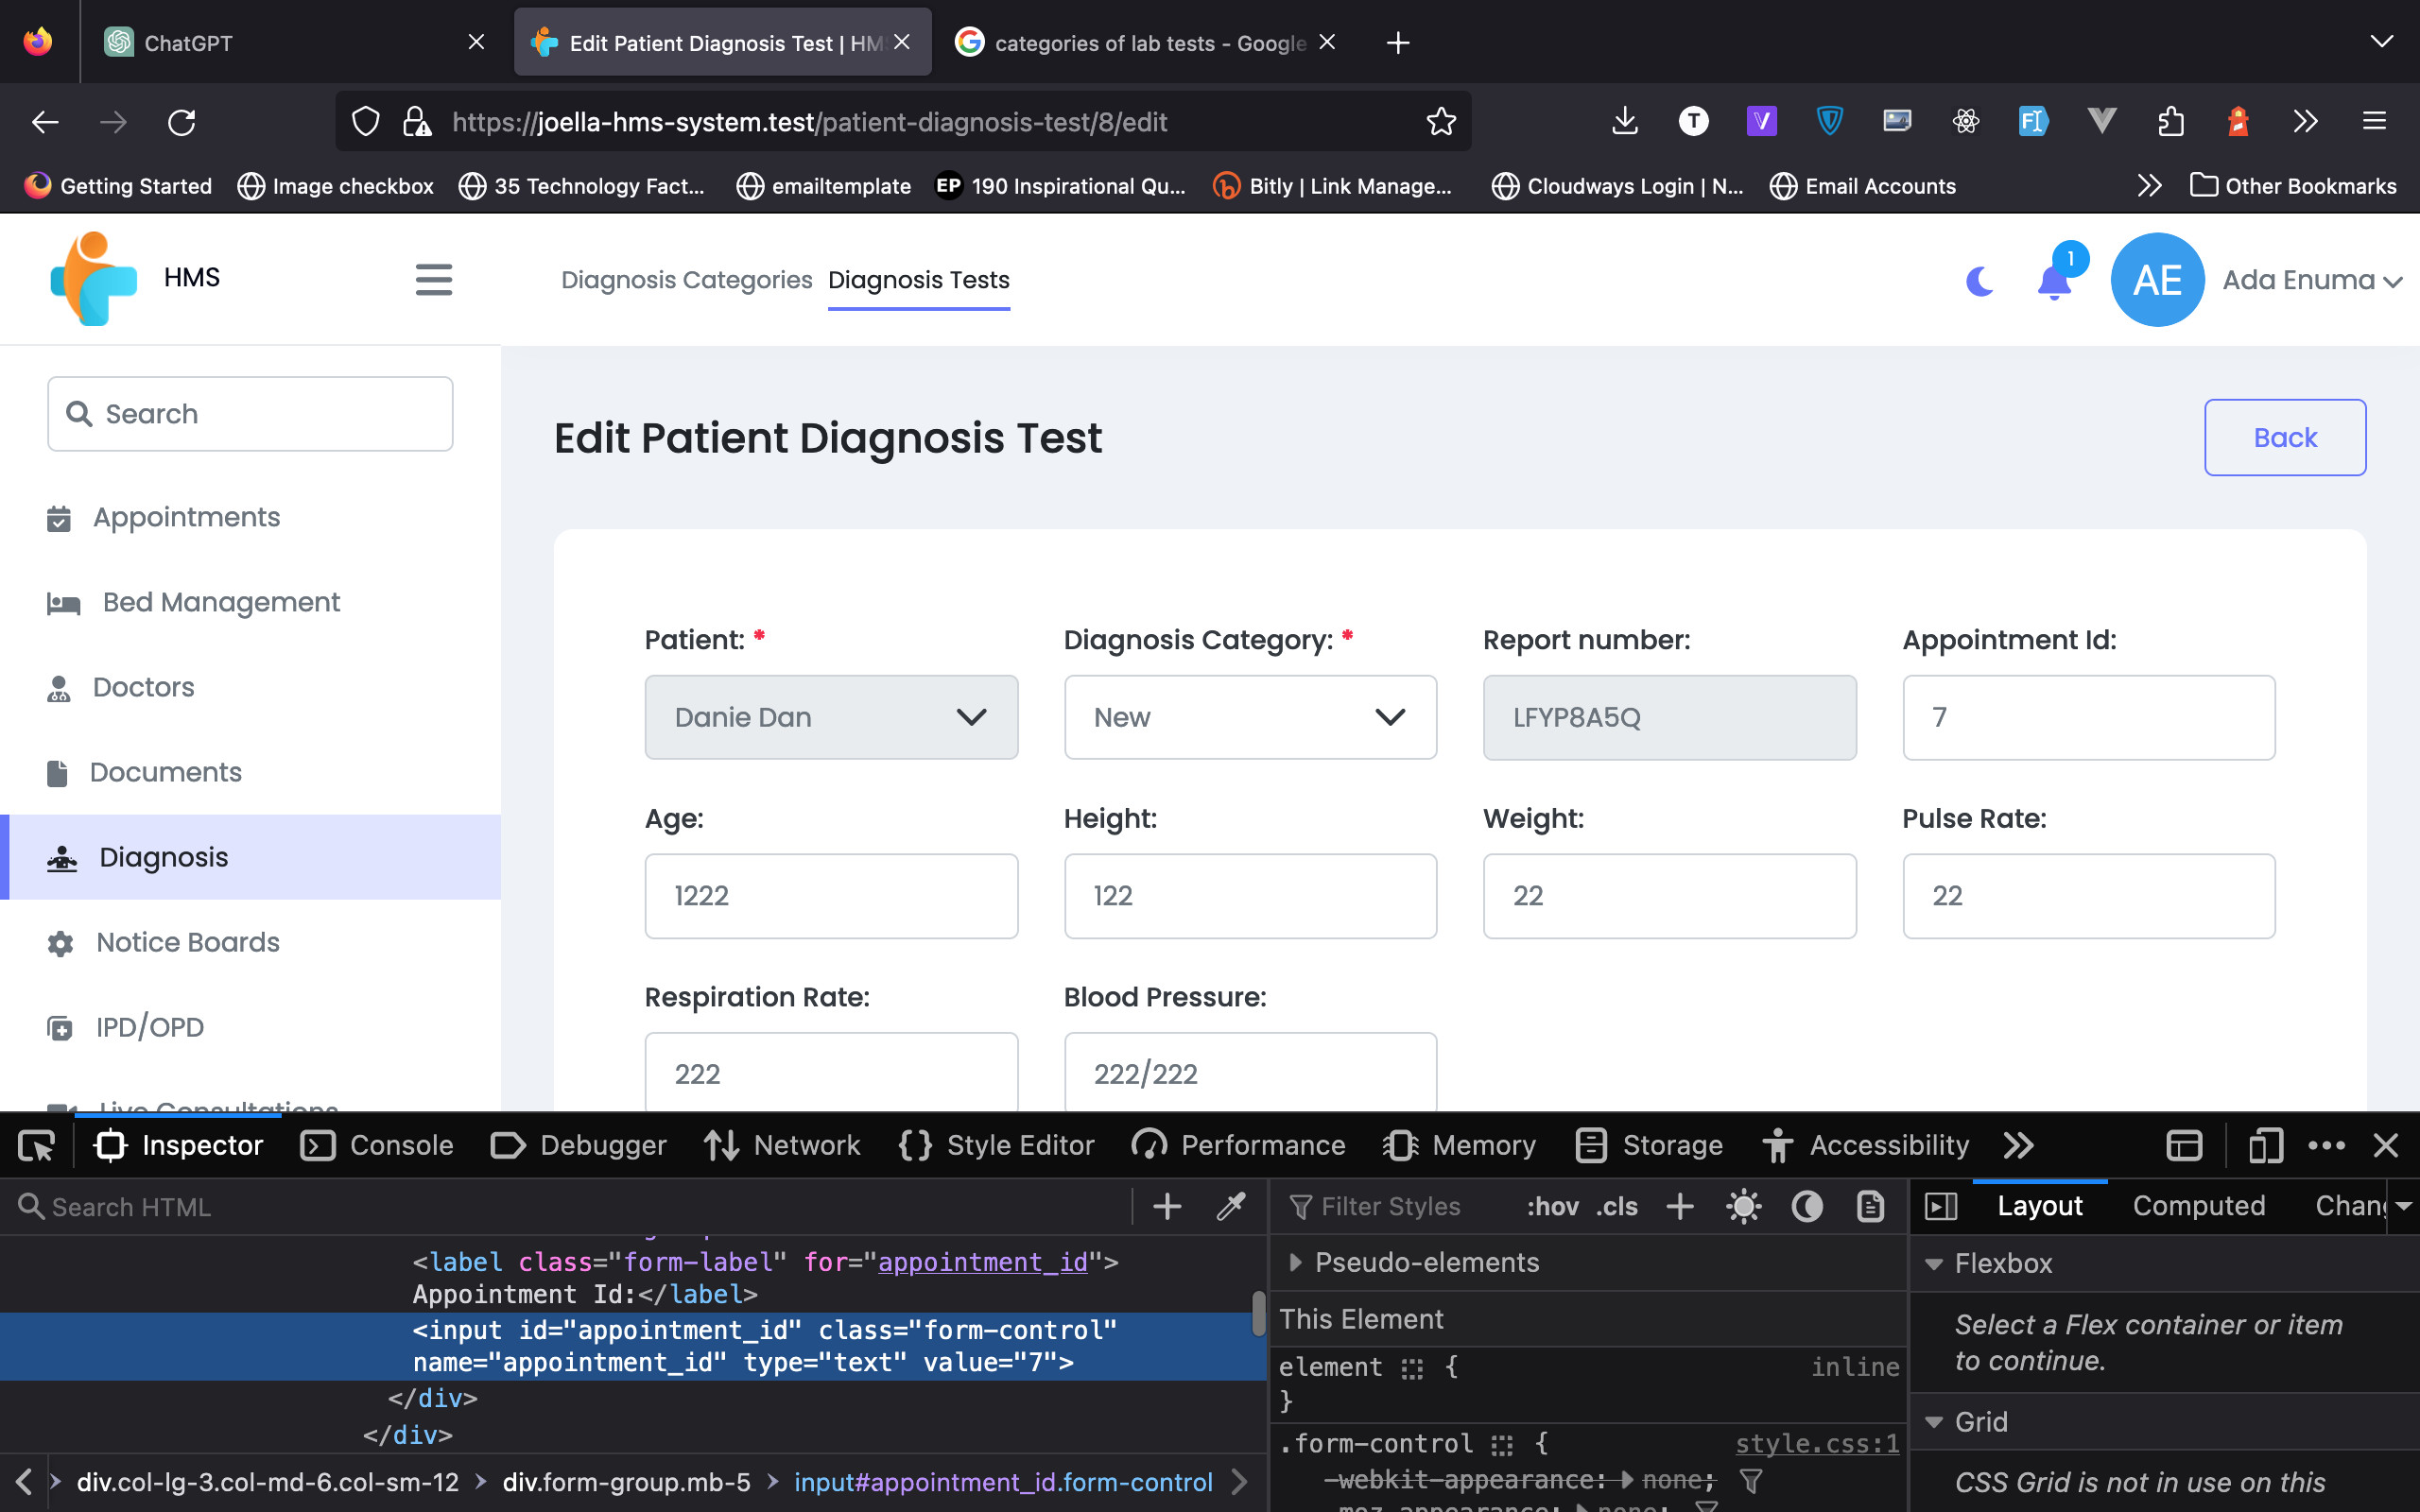 ChatGPT
Edit Patient Diagnosis Test | HM
categories of lab tests - Google
https://joella-hms-system.test/patient-diagnosis-test/8/edit
T
V
Getting Started
Image checkbox
35 Technology Fact...
emailtemplate
EP 190 Inspirational Qu...
Bitly | Link Manage...
Cloudways Login | N...
Email Accounts
Other Bookmarks
HMS
Diagnosis Categories
Diagnosis Tests
1
AE
Ada Enuma
Search
Edit Patient Diagnosis Test
Back
Appointments
Bed Management
Doctors
Documents
Diagnosis
Notice Boards
IPD/OPD
Live Consultations
Patient: *
Diagnosis Category: *
Report number:
Appointment Id:
Danie Dan
New
LFYP8A5Q
7
Age:
Height:
Weight:
Pulse Rate:
1222
122
22
22
Respiration Rate:
Blood Pressure:
222
222/222
Inspector
Console
Debugger
Network
Style Editor
Performance
Memory
Storage
Accessibility
Search HTML
Filter Styles
:hov .cls
Layout
Computed
Chan
<label class="form-label" for="appointment_id">
Appointment Id:</label>
<input id="appointment_id" class="form-control"
name="appointment_id" type="text" value="7">
</div>
</div>
div.col-lg-3.col-md-6.col-sm-12
div.form-group.mb-5
input#appointment_id.form-control
Pseudo-elements
This Element
element {
inline
}
.form-control {
style.css:1
-webkit-appearance: none;
-moz-appearance: none;
Flexbox
Select a Flex container or item
to continue.
Grid
CSS Grid is not in use on this